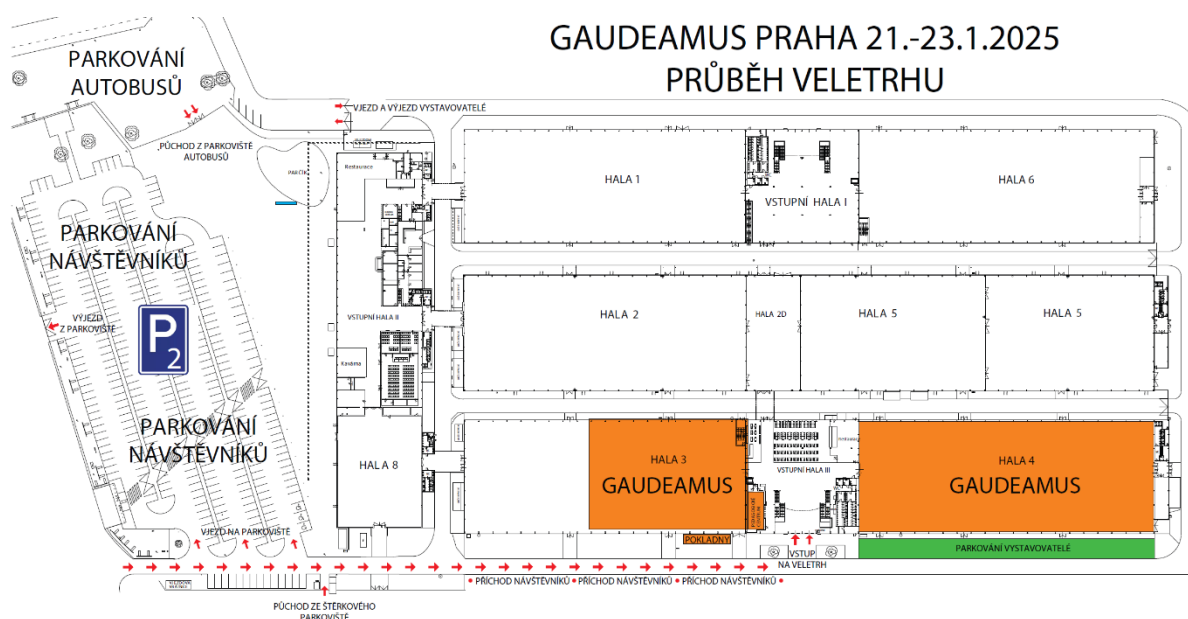 GAUDEAMUS PRAHA 21.-23.1.2025
PRŮBĚH VELETRHU
PARKOVÁNÍ
AUTOBUSŮ
VJEZD A VÝJEZD VYSTAVOVATELÉ
PŮCHOD Z PARKOVIŠTĚ
AUTOBUSŮ
PARČÍK
Restaurace
HALA 1
VSTUPNÍ HALA I
HALA 6
PARKOVÁNÍ
NÁVŠTĚVNÍKŮ
VÝJEZD
Z PARKOVIŠTĚ
P
2
VSTUPNÍ HALA II
Kavárna
HALA 2
HALA 2D
HALA 5
HALA 5
PARKOVÁNÍ
NÁVŠTĚVNÍKŮ
HALA 8
HALA 3
GAUDEAMUS
VSTUPNÍ HALA III
HALA 4
GAUDEAMUS
VJEZD NA PARKOVIŠTĚ
POKLADNY
VSTUP
NA VELETRH
PARKOVÁNÍ VYSTAVOVATELÉ
PŘÍCHOD NÁVŠTĚVNÍKŮ PŘÍCHOD NÁVŠTĚVNÍKŮ PŘÍCHOD NÁVŠTĚVNÍKŮ
PŮCHOD ZE ŠTĚRKOVÉHO
PARKOVIŠTĚ